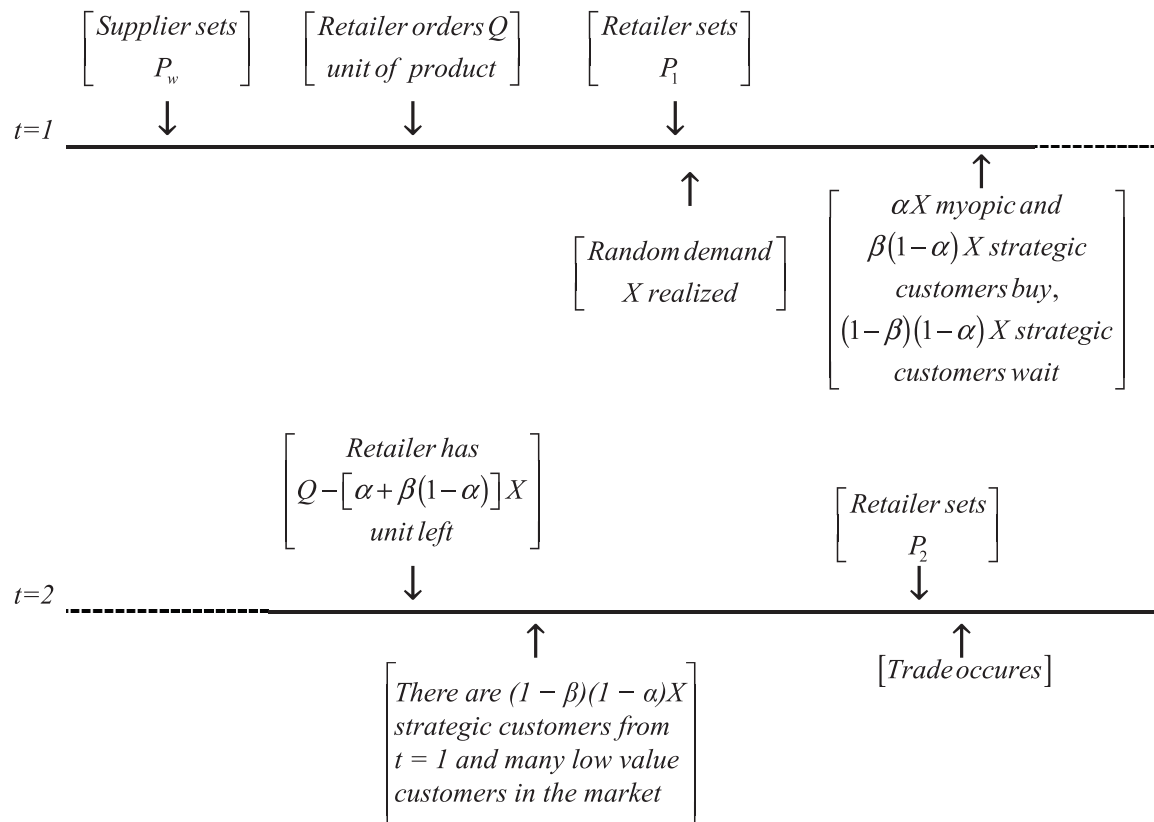 Supplier sets
P_w
Retailer orders Q
unit of product
Retailer sets
P_1
t=1
Random demand
X realized
αX myopic and
β(1−α)X strategic
customers buy,
(1−β)(1−α)X strategic
customers wait
Retailer has
Q−[α+β(1−α)]X
unit left
Retailer sets
P_2
t=2
There are (1 − β)(1 − α)X
strategic customers from
t = 1 and many low value
customers in the market
[Trade occures]